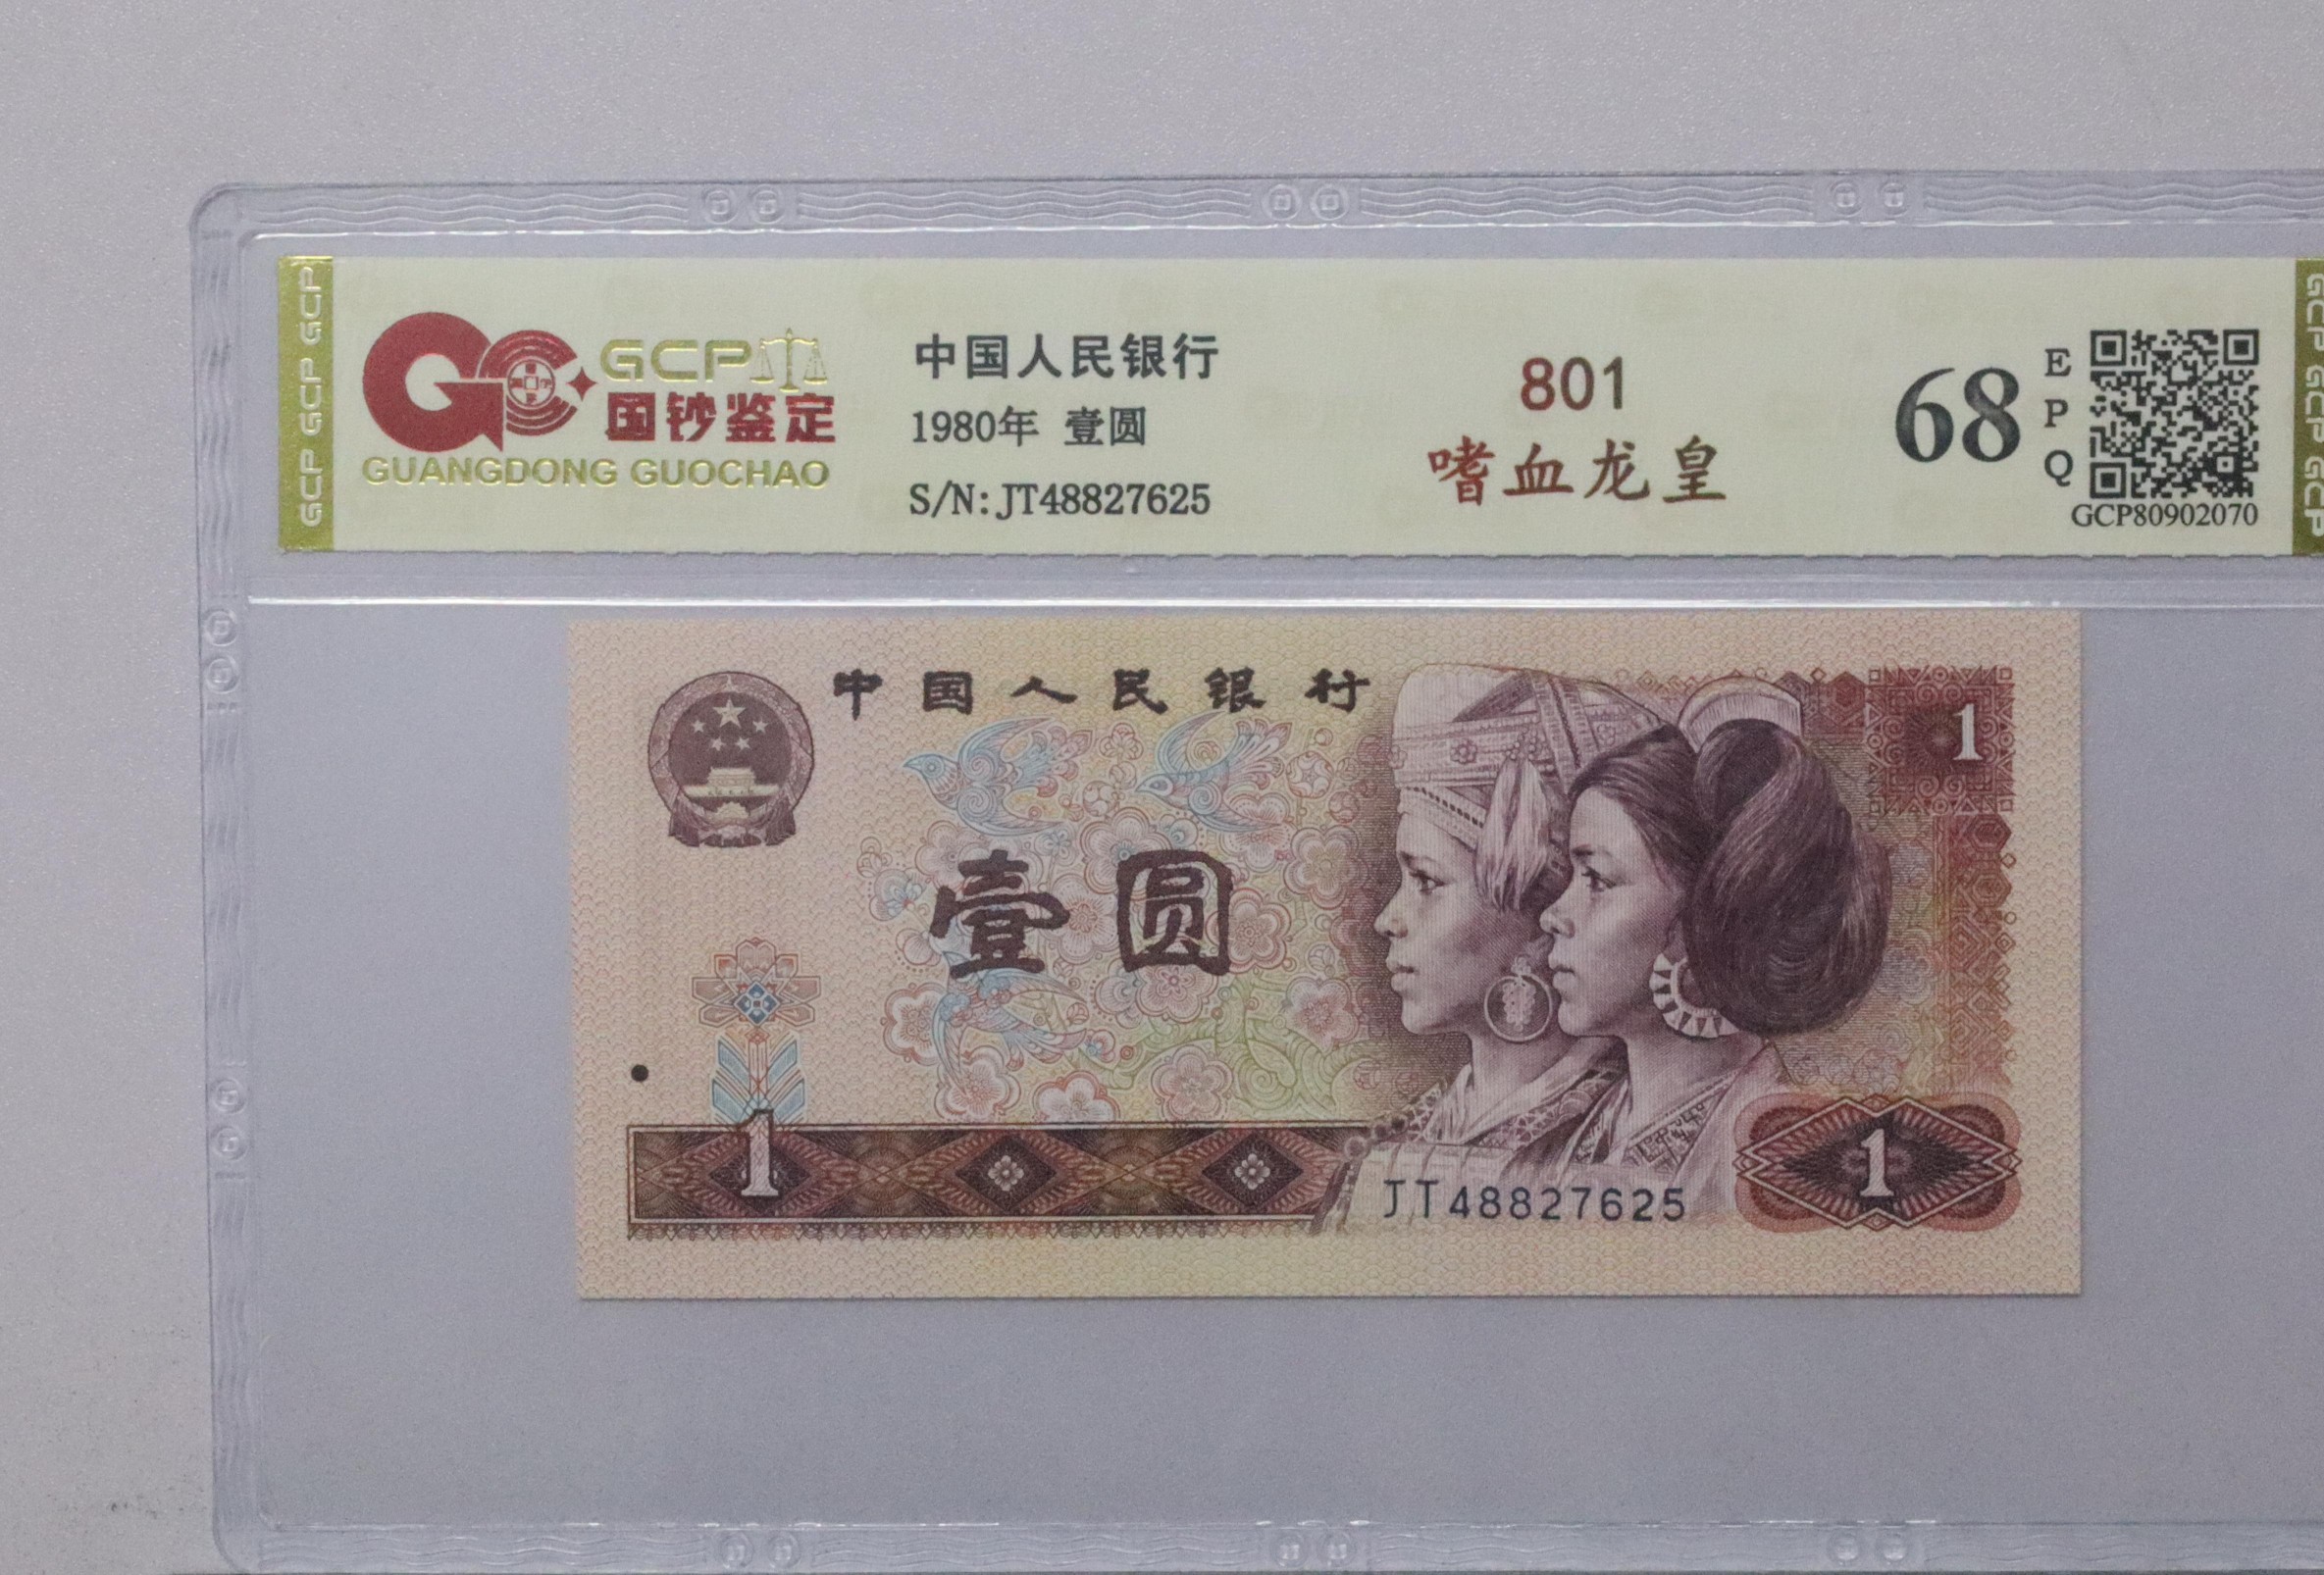 GCP GCP GCP
GCP
国钞鉴定
GUANGDONG GUOCHAO
中国人民银行
1980年 壹圆
S/N: JT48827625
801
嗜血龙皇
68
E
P
Q
GCP80902070
GCP GCP GCP
中国人民银行
1
壹圆
1
JT48827625
1